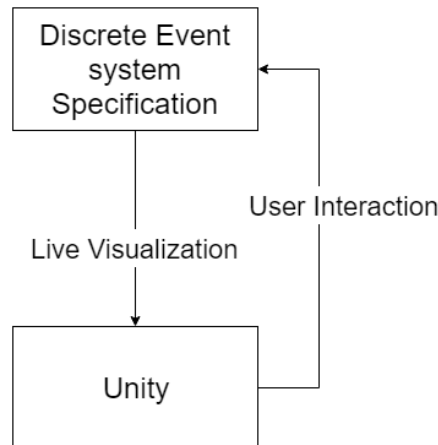 Discrete Event
system
Specification
User Interaction
Live Visualization
Unity